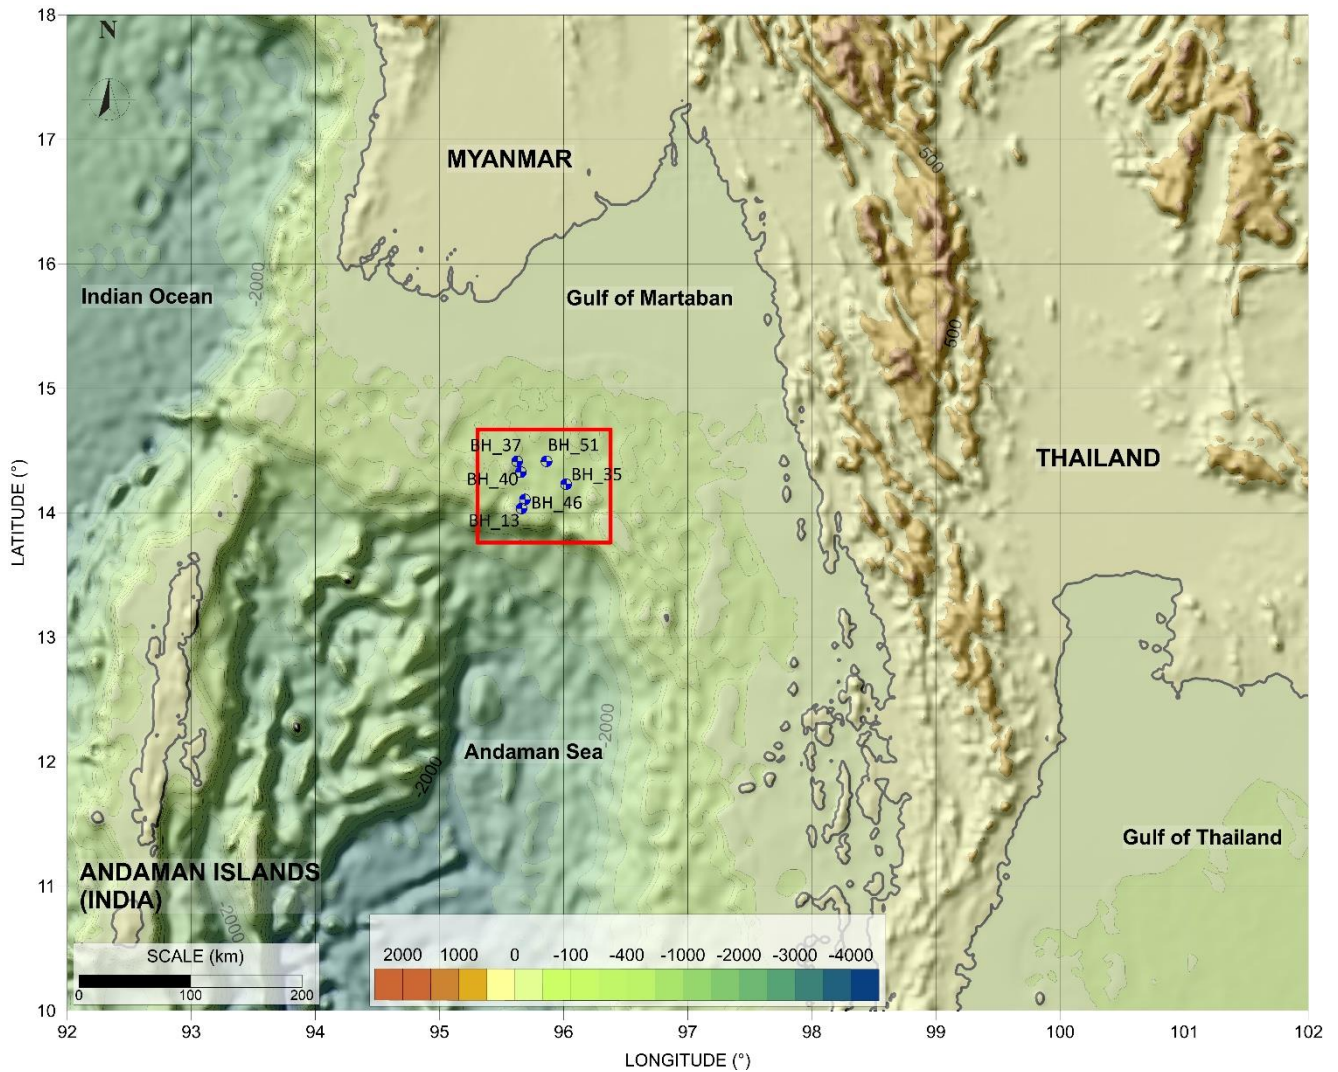 18
N
17
MYANMAR
500
16
-2000
Indian Ocean
Gulf of Martaban
500
15
BH_37
BH_51
THAILAND
BH_40
BH_35
BH_46
14
BH_13
LATITUDE (°)
13
-2000
12
Andaman Sea
-2000
Gulf of Thailand
ANDAMAN ISLANDS
(INDIA)
11
-2000
SCALE (km)
0
100
200
2000 1000 0 -100 -400 -1000 -2000 -3000 -4000
10
92 93 94 95 96 97 98 99 100 101 102
LONGITUDE (°)